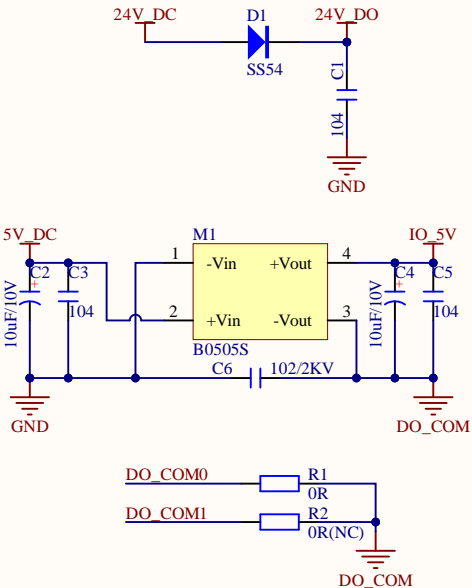 24V_DC D1 24V_DO
SS54
C1
104
GND
5V_DC M1 IO_5V
1 -Vin +Vout 4
C2 C3 C4 C5
10uF/10V 104 10uF/10V 104
2 +Vin -Vout 3
B0505S
C6 102/2KV
GND DO_COM
DO_COM0 R1
0R
DO_COM1 R2
0R(NC)
DO_COM